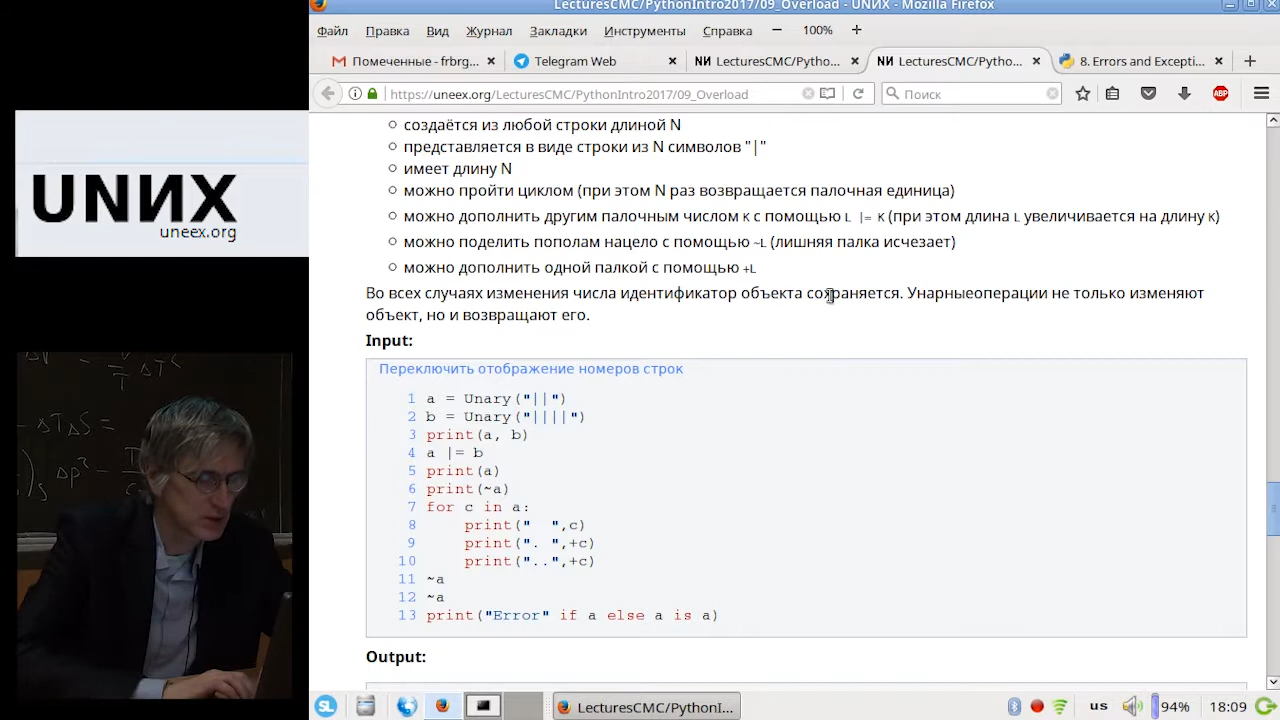 LecturesCMC/PythonIntro2017/09_Overload - UNИX - Mozilla Firefox
Файл Правка Вид Журнал Закладки Инструменты Справка 100%
Помеченные - frbrg... Telegram Web LecturesCMC/Pytho... LecturesCMC/Pytho... 8. Errors and Excepti...
https://uneex.org/LecturesCMC/PythonIntro2017/09_Overload Поиск ABP
UNИX
uneex.org
создаётся из любой строки длиной N
представляется в виде строки из N символов "|"
имеет длину N
можно пройти циклом (при этом N раз возвращается палочная единица)
можно дополнить другим палочным числом K с помощью L |= K (при этом длина L увеличивается на длину K)
можно поделить пополам нацело с помощью ~L (лишняя палка исчезает)
можно дополнить одной палкой с помощью +L
Во всех случаях изменения числа идентификатор объекта сохраняется. Унарныеоперации не только изменяют
объект, но и возвращают его.
Input:
Переключить отображение номеров строк
1 a = Unary("||")
2 b = Unary("||||")
3 print(a, b)
4 a |= b
5 print(a)
6 print(~a)
7 for c in a:
8     print("  ",c)
9     print(". ",+c)
10     print("..",+c)
11 ~a
12 ~a
13 print("Error" if a else a is a)
Output:
LecturesCMC/PythonI... us 94% 18:09